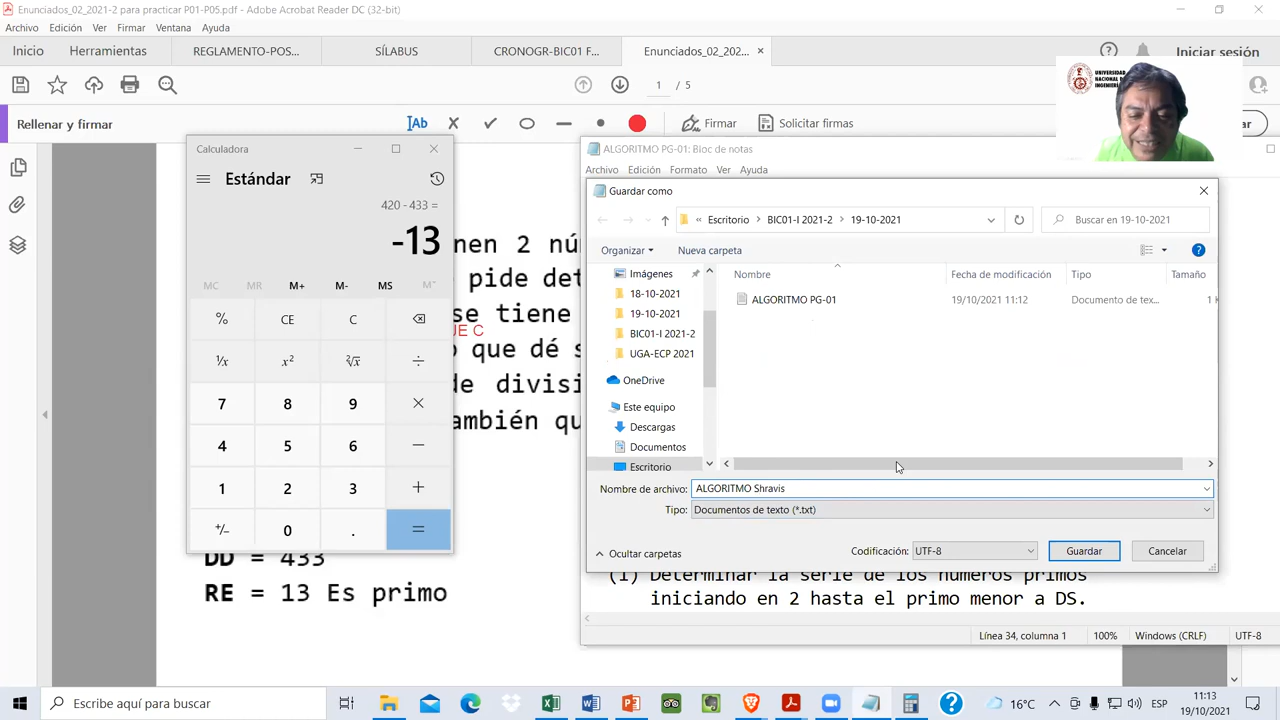 Enunciados_02_2021-2 para practicar P01-P05.pdf - Adobe Acrobat Reader DC (32-bit)
Archivo Edición Ver Firmar Ventana Ayuda
Inicio Herramientas REGLAMENTO-POS... SÍLABUS CRONOGR-BIC01 F... Enunciados_02_202... × Iniciar sesión
1 / 5
UNIVERSIDAD NACIONAL DE INGENIERÍA
Rellenar y firmar Ab Firmar Solicitar firmas ar
Calculadora
Estándar
420 - 433 =
-13
MC MR M+ M- MS
% CE C
¹/x x² ²√x ÷
7 8 9 ×
4 5 6 −
1 2 3 +
+/- 0 . =
nen 2 nú
pide det
se tiene
UE C
o que dé s
de divisi
ambién qu
DD = 433
RE = 13 Es primo
ALGORITMO PG-01: Bloc de notas
Archivo Edición Formato Ver Ayuda
Guardar como
« Escritorio > BIC01-I 2021-2 > 19-10-2021
Buscar en 19-10-2021
Organizar Nueva carpeta
Nombre Fecha de modificación Tipo Tamaño
ALGORITMO PG-01 19/10/2021 11:12 Documento de tex... 1 K
Imágenes
18-10-2021
19-10-2021
BIC01-I 2021-2
UGA-ECP 2021
OneDrive
Este equipo
Descargas
Documentos
Escritorio
Nombre de archivo: ALGORITMO Shravis
Tipo: Documentos de texto (*.txt)
Ocultar carpetas Codificación: UTF-8 Guardar Cancelar
(1) Determinar la serie de los números primos
iniciando en 2 hasta el primo menor a DS.
Línea 34, columna 1 100% Windows (CRLF) UTF-8
Escribe aquí para buscar
16°C ESP 11:13
19/10/2021